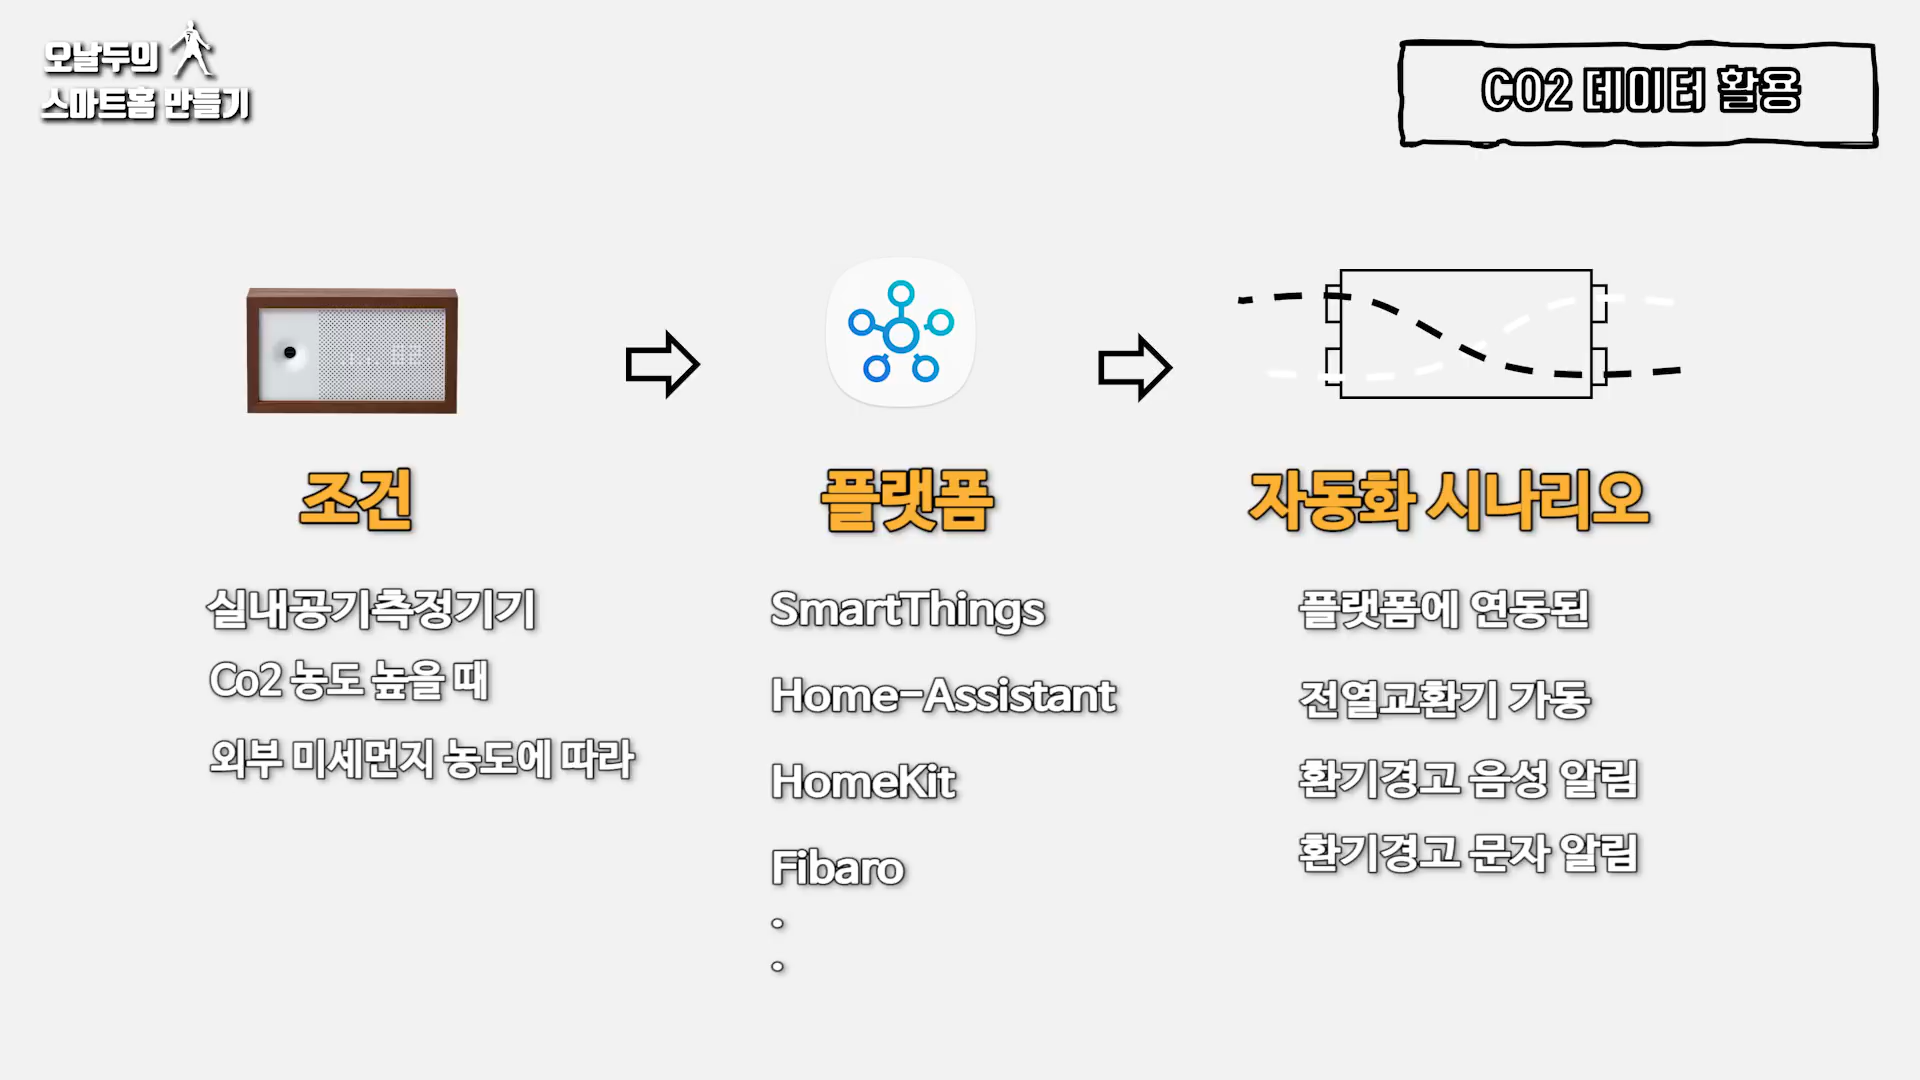 오날두의
스마트홈 만들기
CO2 데이터 활용
조건
실내공기측정기기
Co2 농도 높을 때
외부 미세먼지 농도에 따라
플랫폼
SmartThings
Home-Assistant
HomeKit
Fibaro
자동화 시나리오
플랫폼에 연동된
전열교환기 가동
환기경고 음성 알림
환기경고 문자 알림